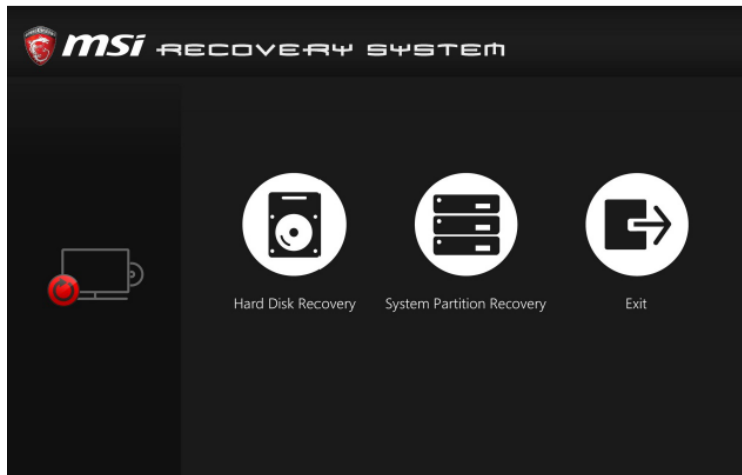 msi RECOVERY SYSTEM
Hard Disk Recovery
System Partition Recovery
Exit